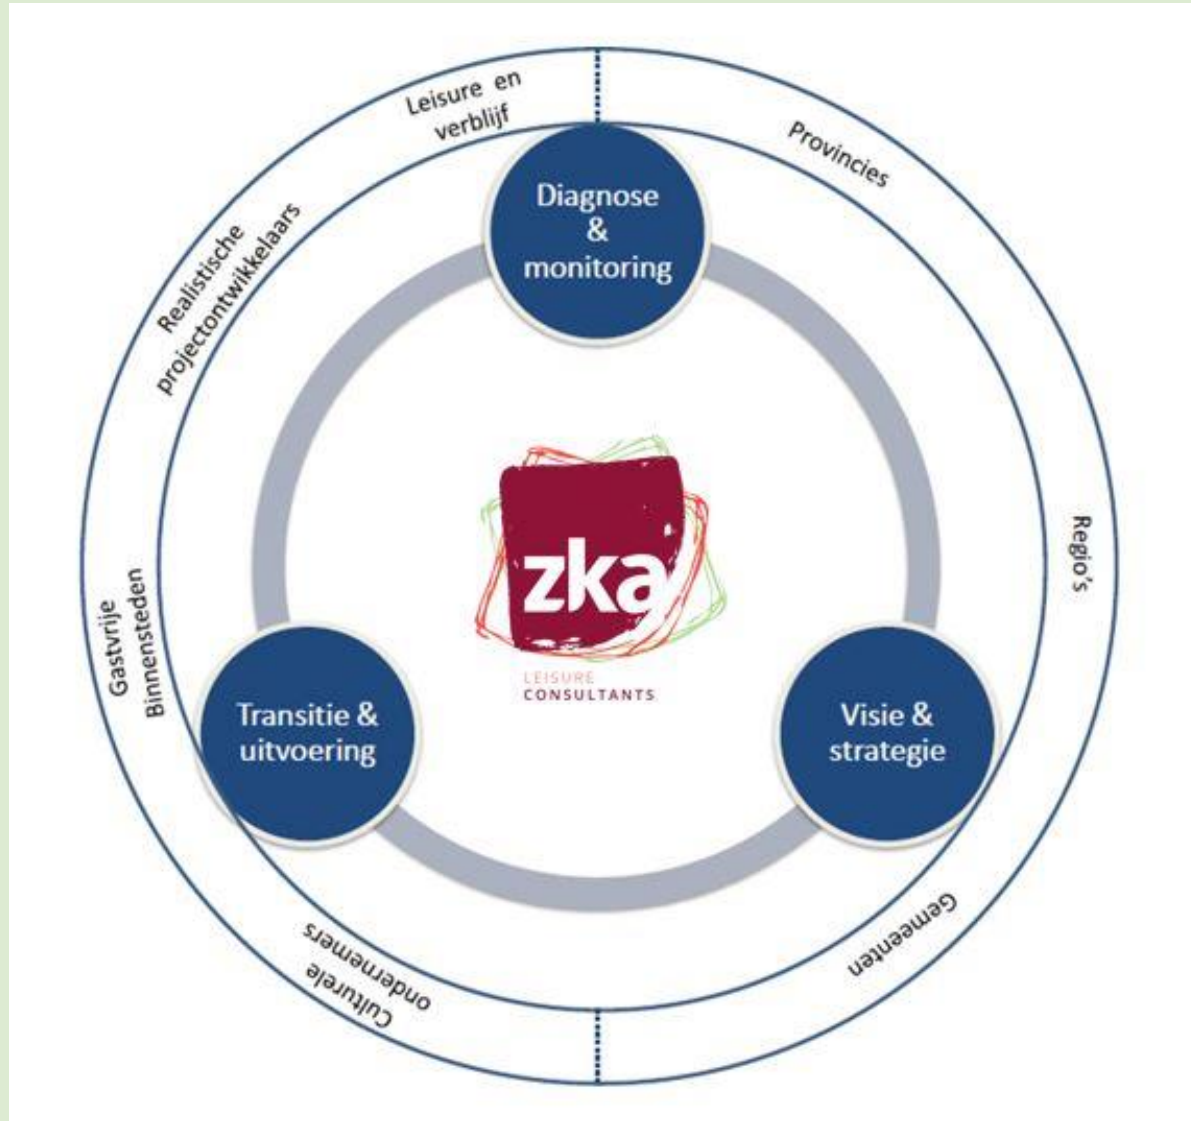 Leisure en
verblijf
Provincies
Diagnose
&
monitoring
Realistische
projectontwikkelaars
Regio's
zka
LEISURE
CONSULTANTS
Gastvrije
Binnensteden
Transitie &
uitvoering
Visie &
strategie
Gemeenten
Culturele
ondernemers